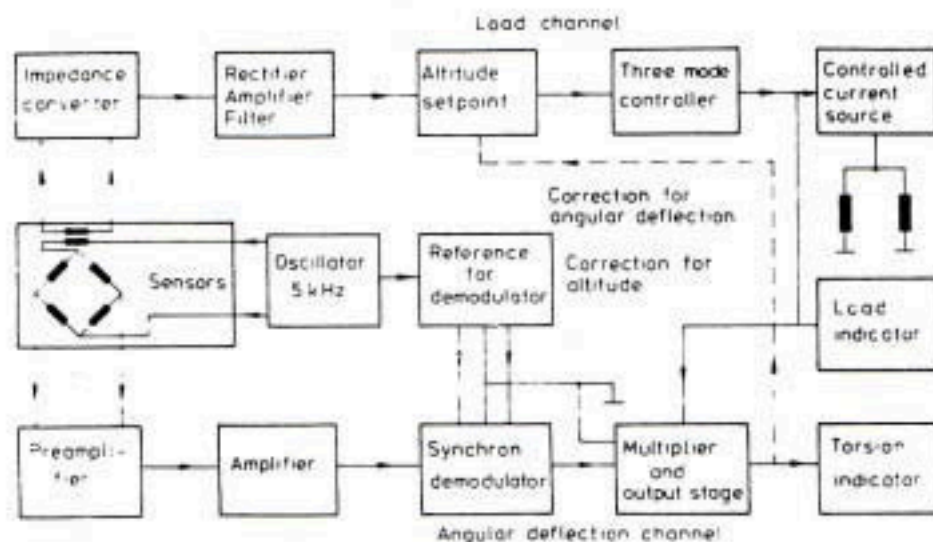 Load channel
Impedance
converter
Rectifier
Amplifier
Filter
Altitude
setpoint
Three mode
controller
Controlled
current
source
Correction for
angular deflection
Correction for
altitude
Sensors
Oscillator
5 kHz
Reference
for
demodulator
Load
indicator
Preampli-
fier
Amplifier
Synchron
demodulator
Multiplier
and
output stage
Torsion
indicator
Angular deflection channel